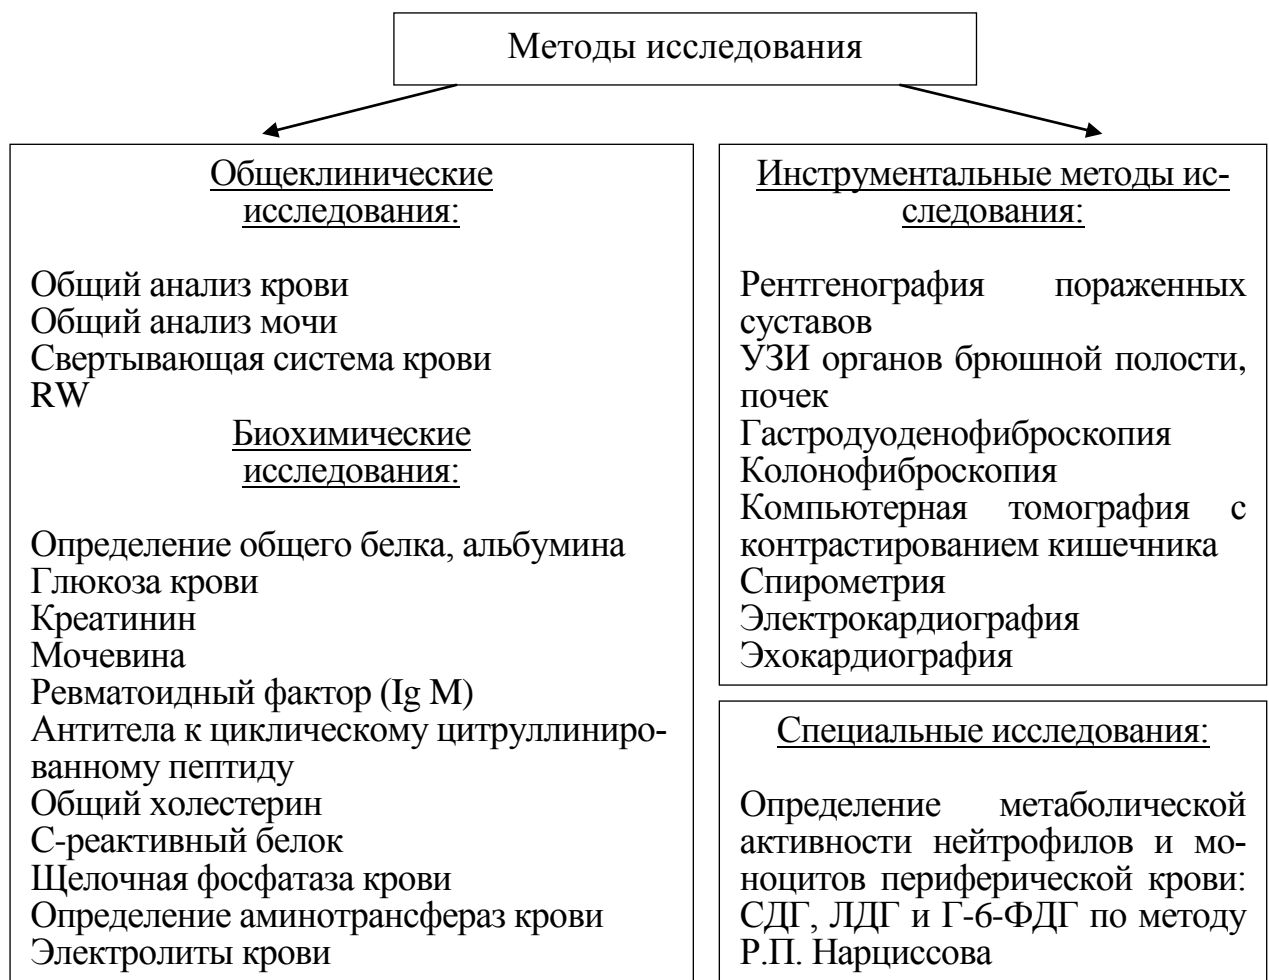 Методы исследования
Общеклинические
исследования:
Общий анализ крови
Общий анализ мочи
Свертывающая система крови
RW
Биохимические
исследования:
Определение общего белка, альбумина
Глюкоза крови
Креатинин
Мочевина
Ревматоидный фактор (Ig M)
Антитела к циклическому цитруллиниро-
ванному пептиду
Общий холестерин
С-реактивный белок
Щелочная фосфатаза крови
Определение аминотрансфераз крови
Электролиты крови
Инструментальные методы ис-
следования:
Рентгенография пораженных
суставов
УЗИ органов брюшной полости,
почек
Гастродуоденофиброскопия
Колонофиброскопия
Компьютерная томография с
контрастированием кишечника
Спирометрия
Электрокардиография
Эхокардиография
Специальные исследования:
Определение метаболической
активности нейтрофилов и мо-
ноцитов периферической крови:
СДГ, ЛДГ и Г-6-ФДГ по методу
Р.П. Нарциссова